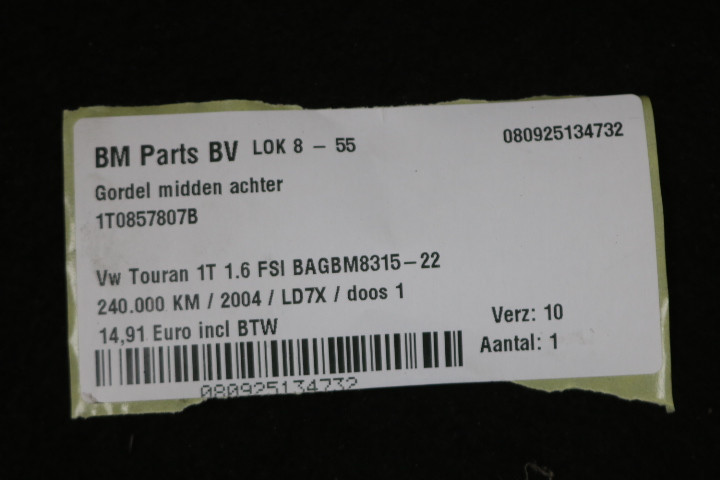 BM Parts BV LOK 8 - 55
080925134732
Gordel midden achter
1T0857807B
Vw Touran 1T 1.6 FSI BAGBM8315-22
240.000 KM / 2004 / LD7X / doos 1
14,91 Euro incl BTW
Verz: 10
Aantal: 1
080925134732